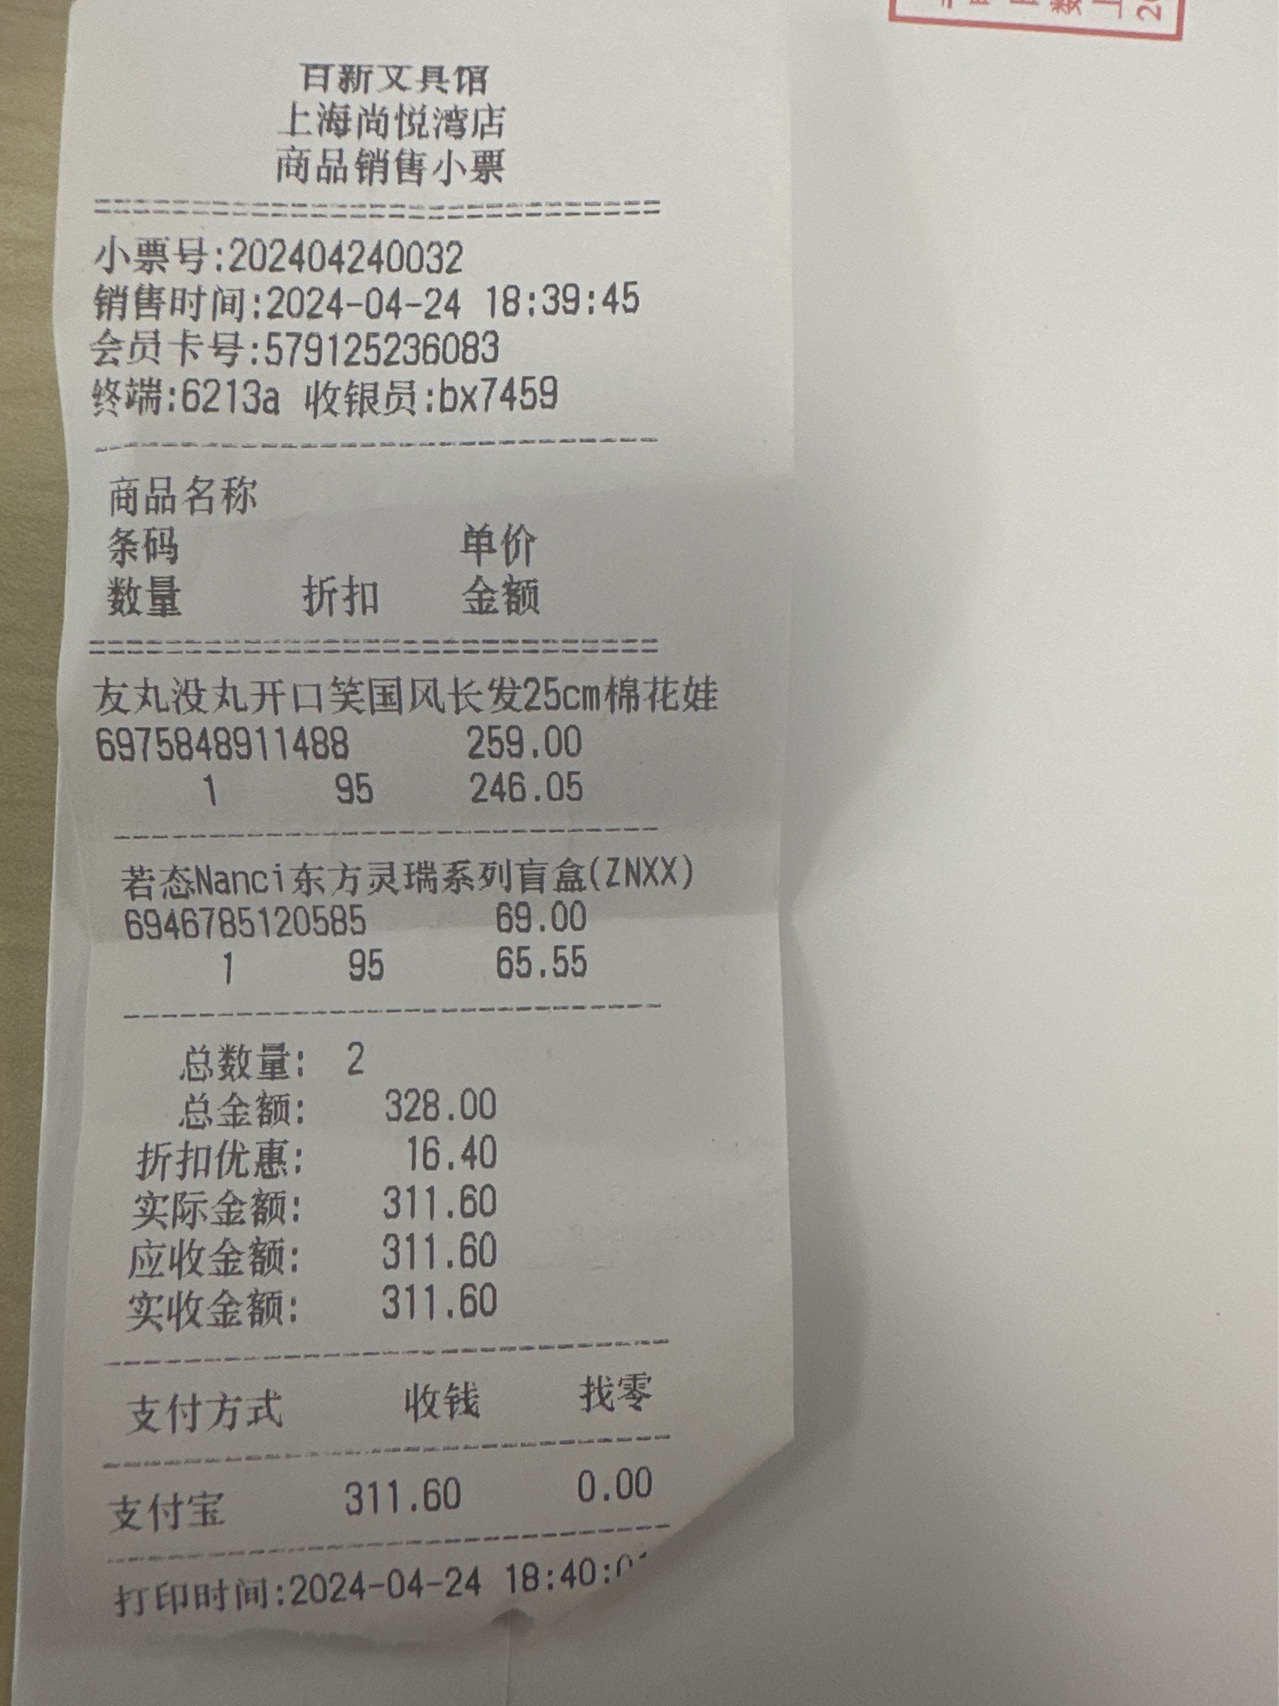 百新文具馆
上海尚悦湾店
商品销售小票
小票号:202404240032
销售时间:2024-04-24 18:39:45
会员卡号:579125236083
终端:6213a 收银员:bx7459
商品名称
条码 单价
数量 折扣 金额
友丸没丸开口笑国风长发25cm棉花娃
6975848911488 259.00
1 95 246.05
若态Nanci东方灵瑞系列盲盒(ZNXX)
6946785120585 69.00
1 95 65.55
总数量: 2
总金额: 328.00
折扣优惠: 16.40
实际金额: 311.60
应收金额: 311.60
实收金额: 311.60
支付方式 收钱 找零
支付宝 311.60 0.00
打印时间:2024-04-24 18:40: